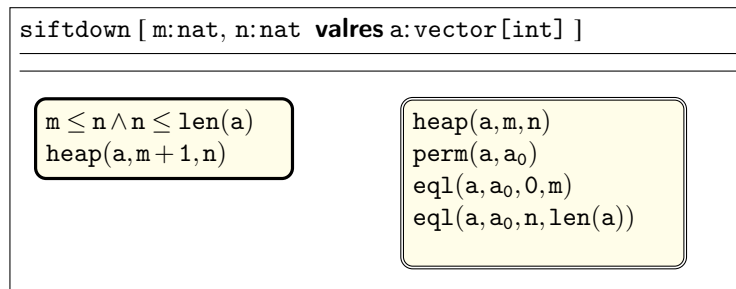 siftdown [ m:nat, n:nat valres a:vector[int] ]
m ≤ n ∧ n ≤ len(a)
heap(a,m+1,n)
heap(a,m,n)
perm(a,a₀)
eql(a,a₀,0,m)
eql(a,a₀,n,len(a))